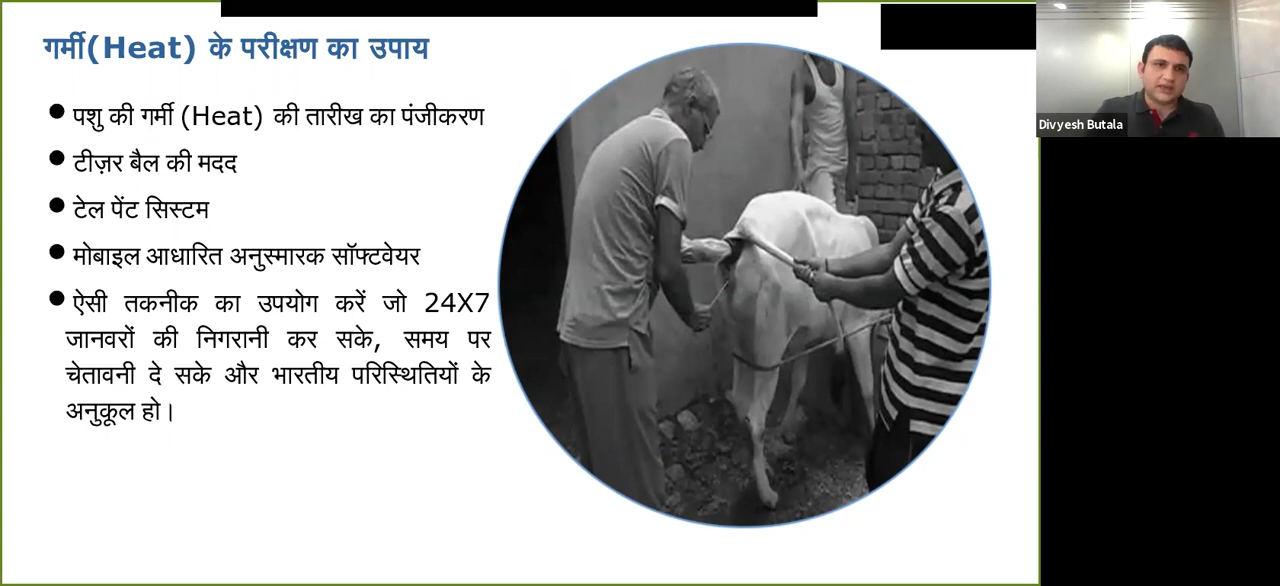 गर्मी(Heat) के परीक्षण का उपाय
● पशु की गर्मी (Heat) की तारीख का पंजीकरण
● टीज़र बैल की मदद
● टेल पेंट सिस्टम
● मोबाइल आधारित अनुस्मारक सॉफ्टवेयर
● ऐसी तकनीक का उपयोग करें जो 24X7
जानवरों की निगरानी कर सके, समय पर
चेतावनी दे सके और भारतीय परिस्थितियों के
अनुकूल हो।
Divyesh Butala